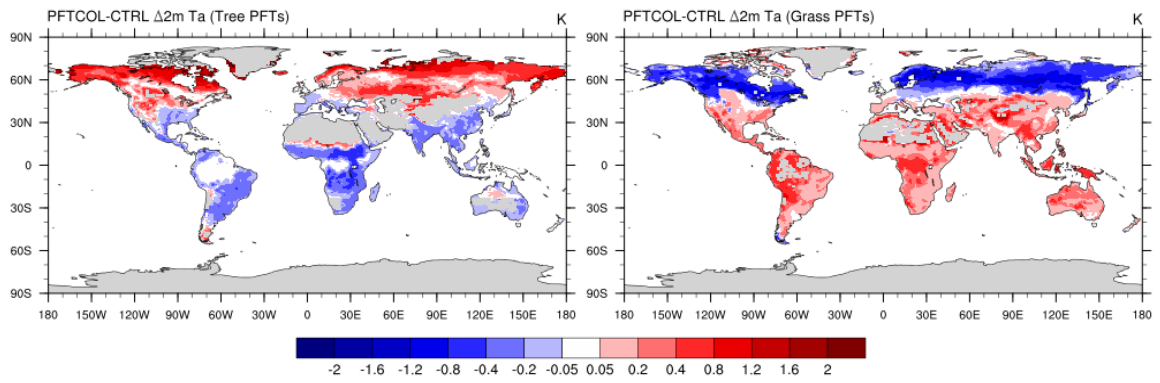 PFTCOL-CTRL Δ2m Ta (Tree PFTs) K
PFTCOL-CTRL Δ2m Ta (Grass PFTs) K
90N
60N
30N
0
30S
60S
90S
180 150W 120W 90W 60W 30W 0 30E 60E 90E 120E 150E 180
90N
60N
30N
0
30S
60S
90S
180 150W 120W 90W 60W 30W 0 30E 60E 90E 120E 150E 180
-2 -1.6 -1.2 -0.8 -0.4 -0.2 -0.05 0.05 0.2 0.4 0.8 1.2 1.6 2